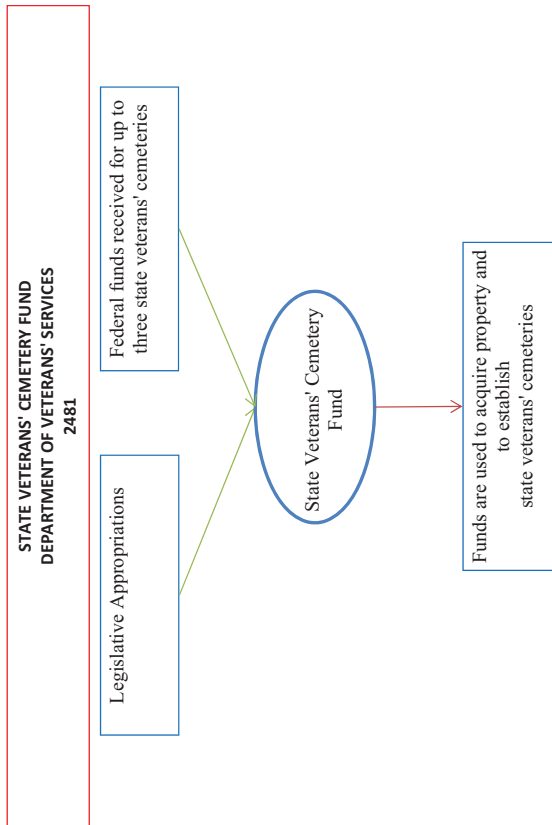 STATE VETERANS' CEMETERY FUND
DEPARTMENT OF VETERANS' SERVICES
2481
Legislative Appropriations
Federal funds received for up to
three state veterans' cemeteries
State Veterans' Cemetery
Fund
Funds are used to acquire property and
to establish
state veterans' cemeteries